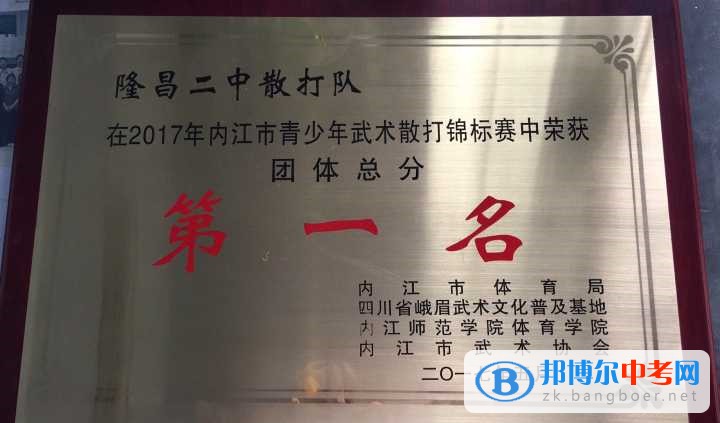 隆昌二中散打队
在2017年内江市青少年武术散打锦标赛中荣获
团体总分
第一名
内江市体育局
四川省峨眉武术文化普及基地
内江师范学院体育学院
内江市武术协会
二〇一七年五月
邦博尔中考网
zk.bangboer.net